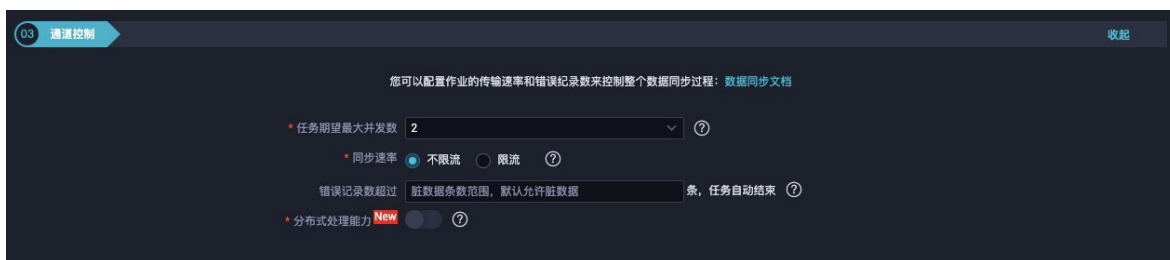 03 通道控制 收起
您可以配置作业的传输速率和错误纪录数来控制整个数据同步过程：数据同步文档
* 任务期望最大并发数 2 ?
* 同步速率 不限流 限流 ?
错误记录数超过 脏数据条数范围，默认允许脏数据 条，任务自动结束 ?
* 分布式处理能力 New ?